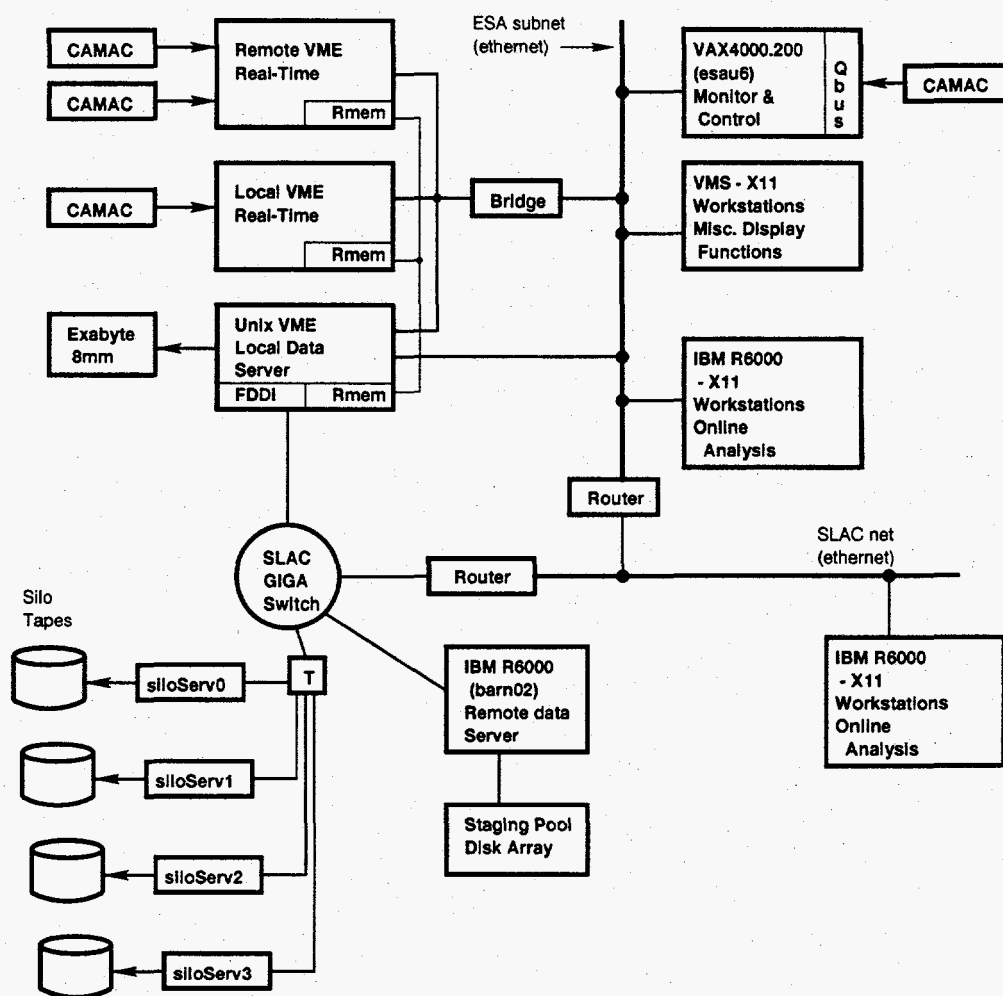 ESA subnet
(ethernet)
CAMAC
CAMAC
Remote VME
Real-Time
Rmem
VAX4000.200
(esau6)
Monitor &
Control
Qbus
CAMAC
CAMAC
Local VME
Real-Time
Rmem
Bridge
VMS - X11
Workstations
Misc. Display
Functions
Exabyte
8mm
Unix VME
Local Data
Server
FDDI
Rmem
IBM R6000
- X11
Workstations
Online
Analysis
Router
SLAC
GIGA
Switch
Router
SLAC net
(ethernet)
Silo
Tapes
T
siloServ0
siloServ1
siloServ2
siloServ3
IBM R6000
(barn02)
Remote data
Server
Staging Pool
Disk Array
IBM R6000
- X11
Workstations
Online
Analysis